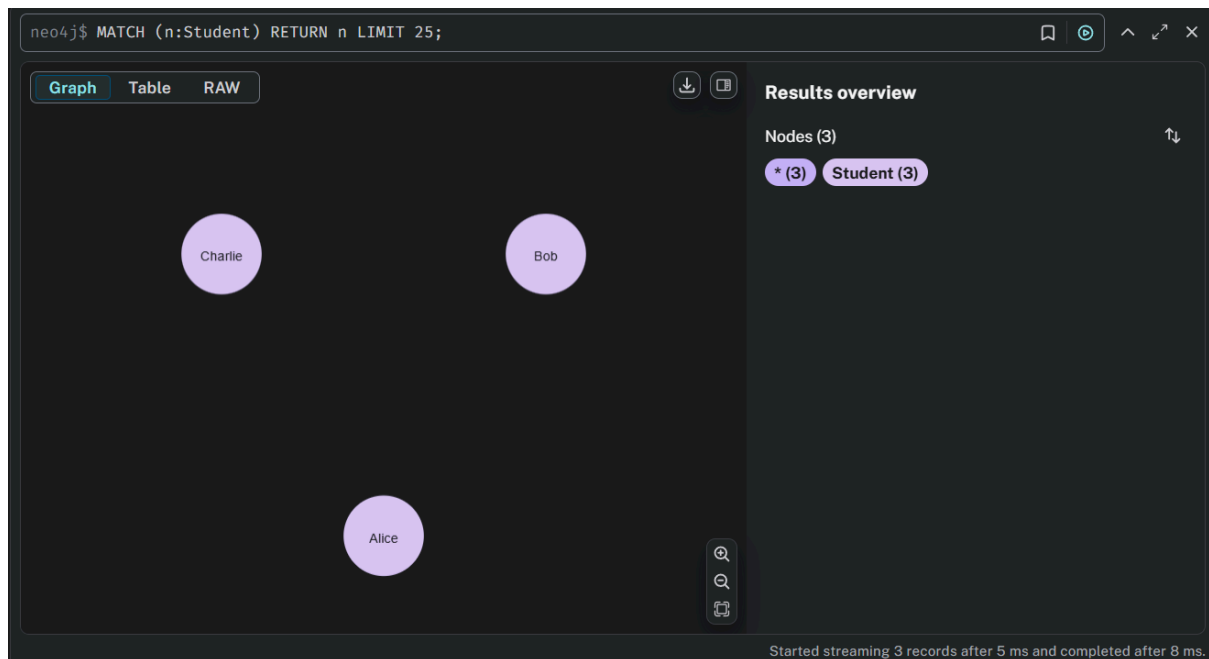 neo4j$ MATCH (n:Student) RETURN n LIMIT 25;
Graph Table RAW
Results overview
Nodes (3)
* (3) Student (3)
Charlie
Bob
Alice
Started streaming 3 records after 5 ms and completed after 8 ms.